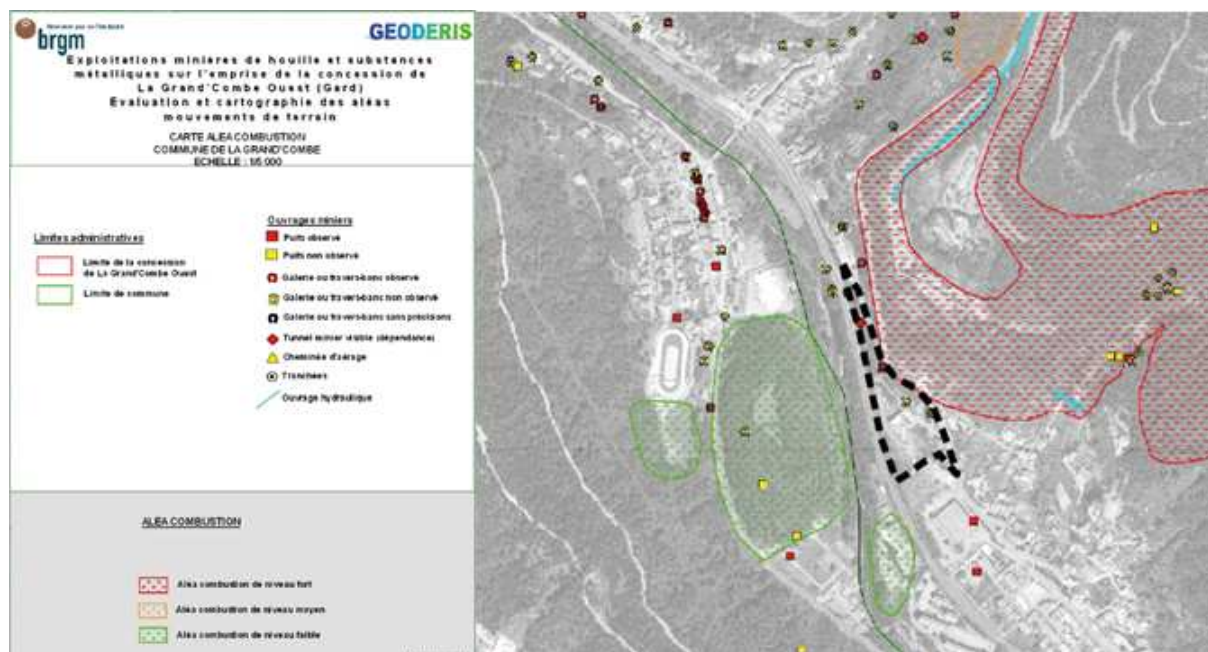 brgm
GEODERIS
Exploitations minières de houille et substances
métalliques sur l'emprise de la concession de
La Grand'Combe Ouest (Gard)
Evaluation et cartographie des aléas
mouvements de terrain
CARTE ALEA COMBUSTION
COMMUNE DE LA GRAND'COMBE
ECHELLE : 1/5 000
Limites administratives
Limite de la concession
de La Grand'Combe Ouest
Limite de commune
Ouvrages miniers
Puits observé
Puits non observé
Galerie ou travers-bancs observé
Galerie ou travers-bancs non observé
Galerie ou travers-bancs sans précisions
Tunnel minier visible (dépendance)
Cheminée d'aérage
Tranchées
Ouvrage hydraulique
ALEA COMBUSTION
Aléa combustion de niveau fort
Aléa combustion de niveau moyen
Aléa combustion de niveau faible